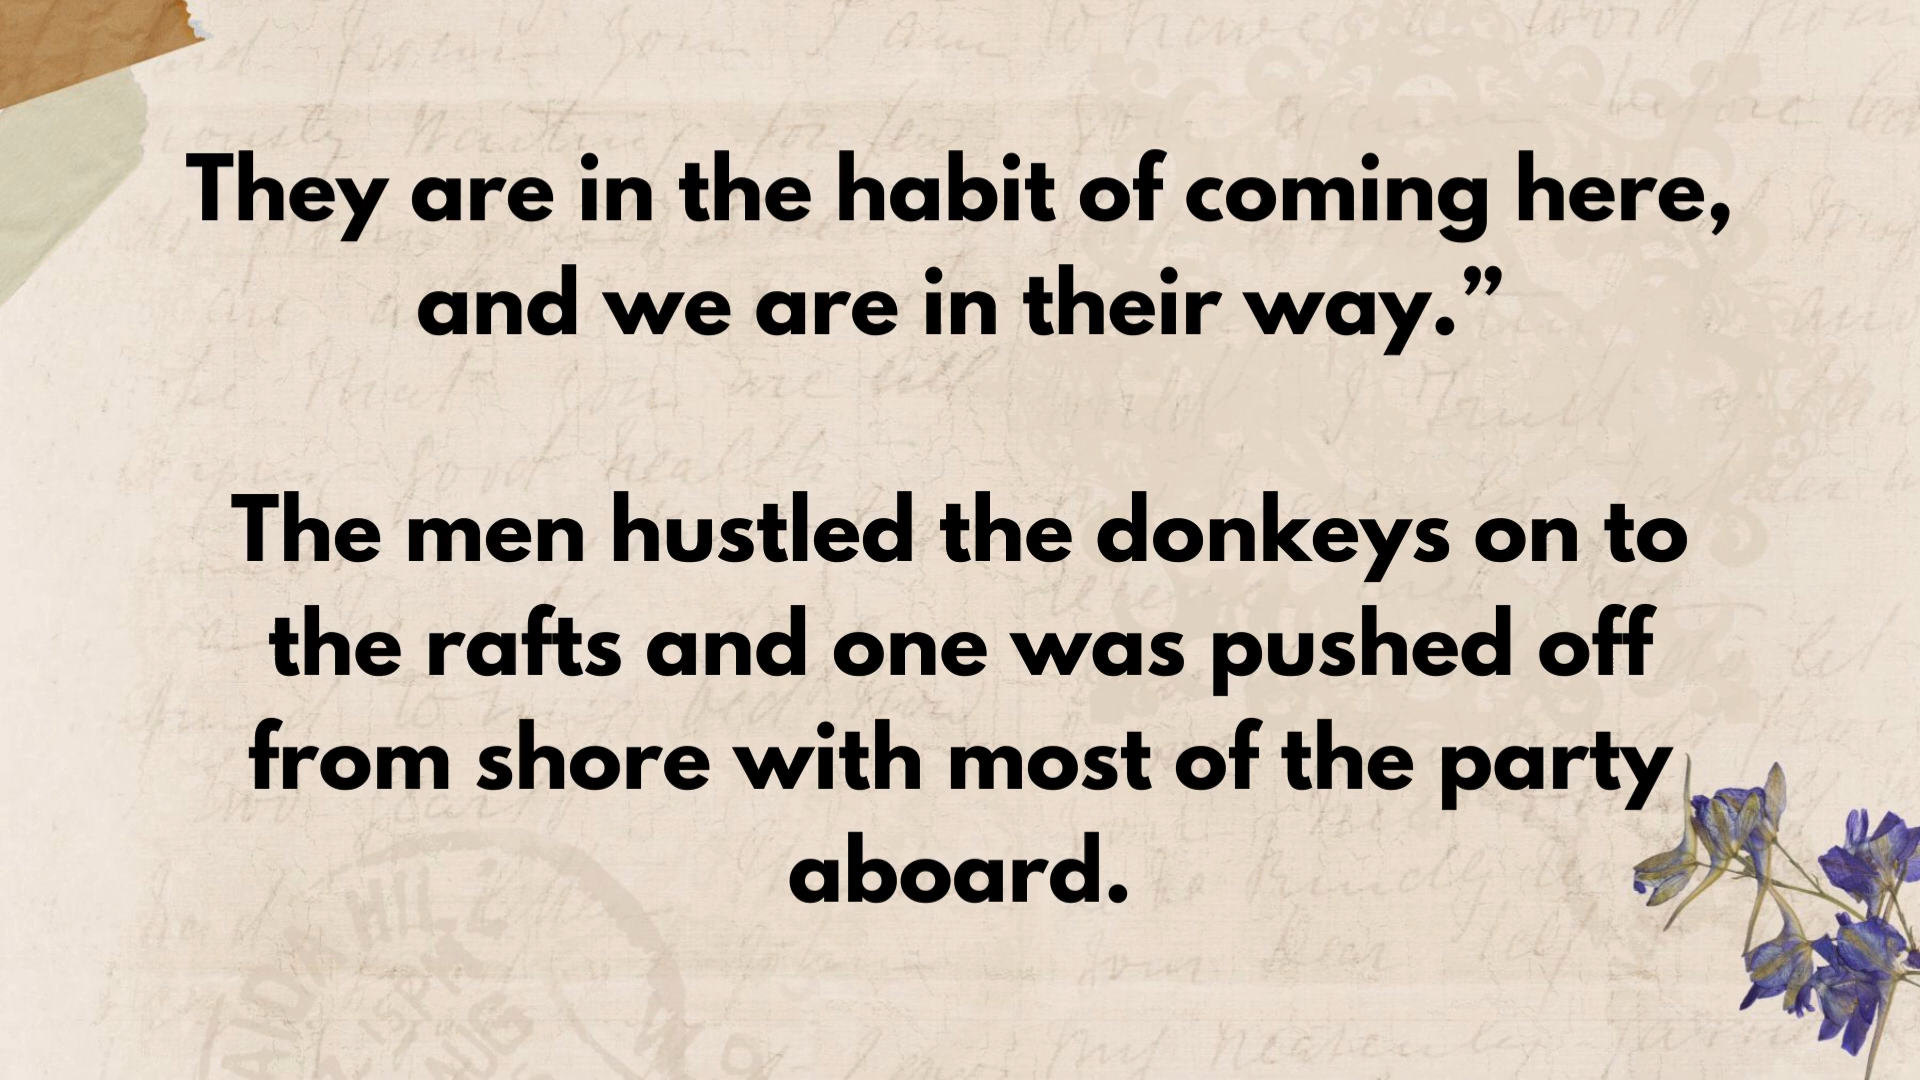 They are in the habit of coming here,
and we are in their way.”
The men hustled the donkeys on to
the rafts and one was pushed off
from shore with most of the party
aboard.